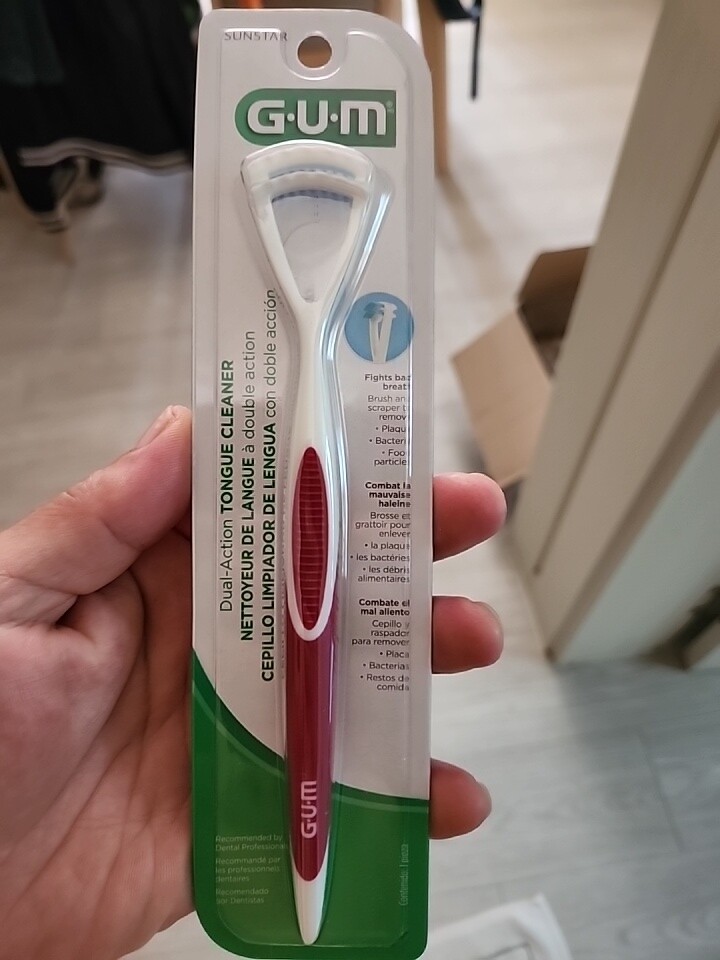 SUNSTAR
G·U·M®
Dual-Action TONGUE CLEANER
NETTOYEUR DE LANGUE à double action
CEPILLO LIMPIADOR DE LENGUA con doble acción
Fights bad
breath
Brush and
scraper to
remove
• Plaque
• Bacteria
• Food
particles
Combat la
mauvaise
haleine
Brosse et
grattoir pour
enlever
• la plaque
• les bactéries
• les débris
alimentaires
Combate el
mal aliento
Cepillo y
raspador
para remover
• Placa
• Bacterias
• Restos de
comida
G·U·M
Recommended by
Dental Professionals
Recommandé par
les professionnels
dentaires
Recomendado
por Dentistas
Contenido: 1 pieza